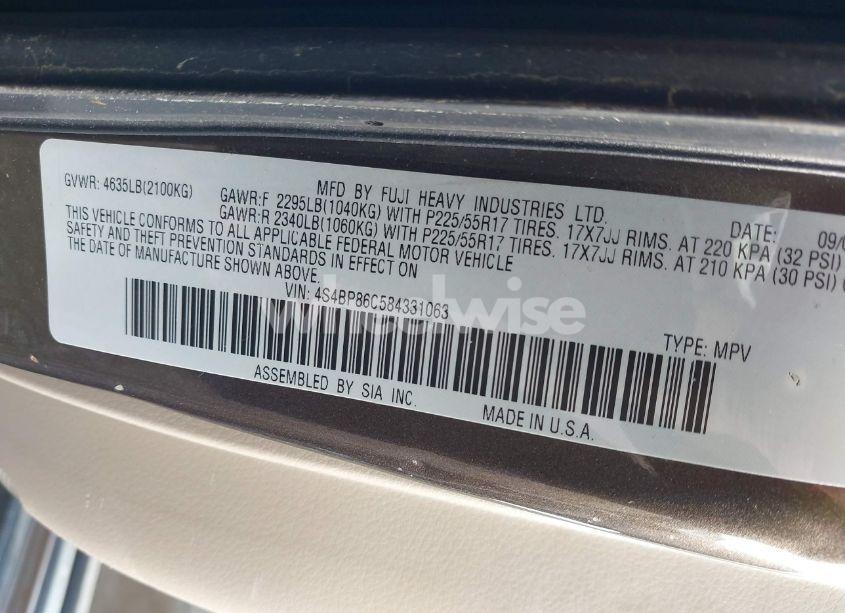 MFD BY FUJI HEAVY INDUSTRIES LTD. DATE: 09/0
GVWR: 4635LB(2100KG) GAWR:F 2295LB(1040KG) WITH P225/55R17 TIRES. 17X7JJ RIMS. AT 220 KPA (32 PSI)
GAWR:R 2340LB(1060KG) WITH P225/55R17 TIRES. 17X7JJ RIMS. AT 210 KPA (30 PSI)
THIS VEHICLE CONFORMS TO ALL APPLICABLE FEDERAL MOTOR VEHICLE
SAFETY AND THEFT PREVENTION STANDARDS IN EFFECT ON
THE DATE OF MANUFACTURE SHOWN ABOVE.
VIN: 4S4BP86C584331063
TYPE: MPV
ASSEMBLED BY SIA INC.
MADE IN U.S.A.
wheelwise